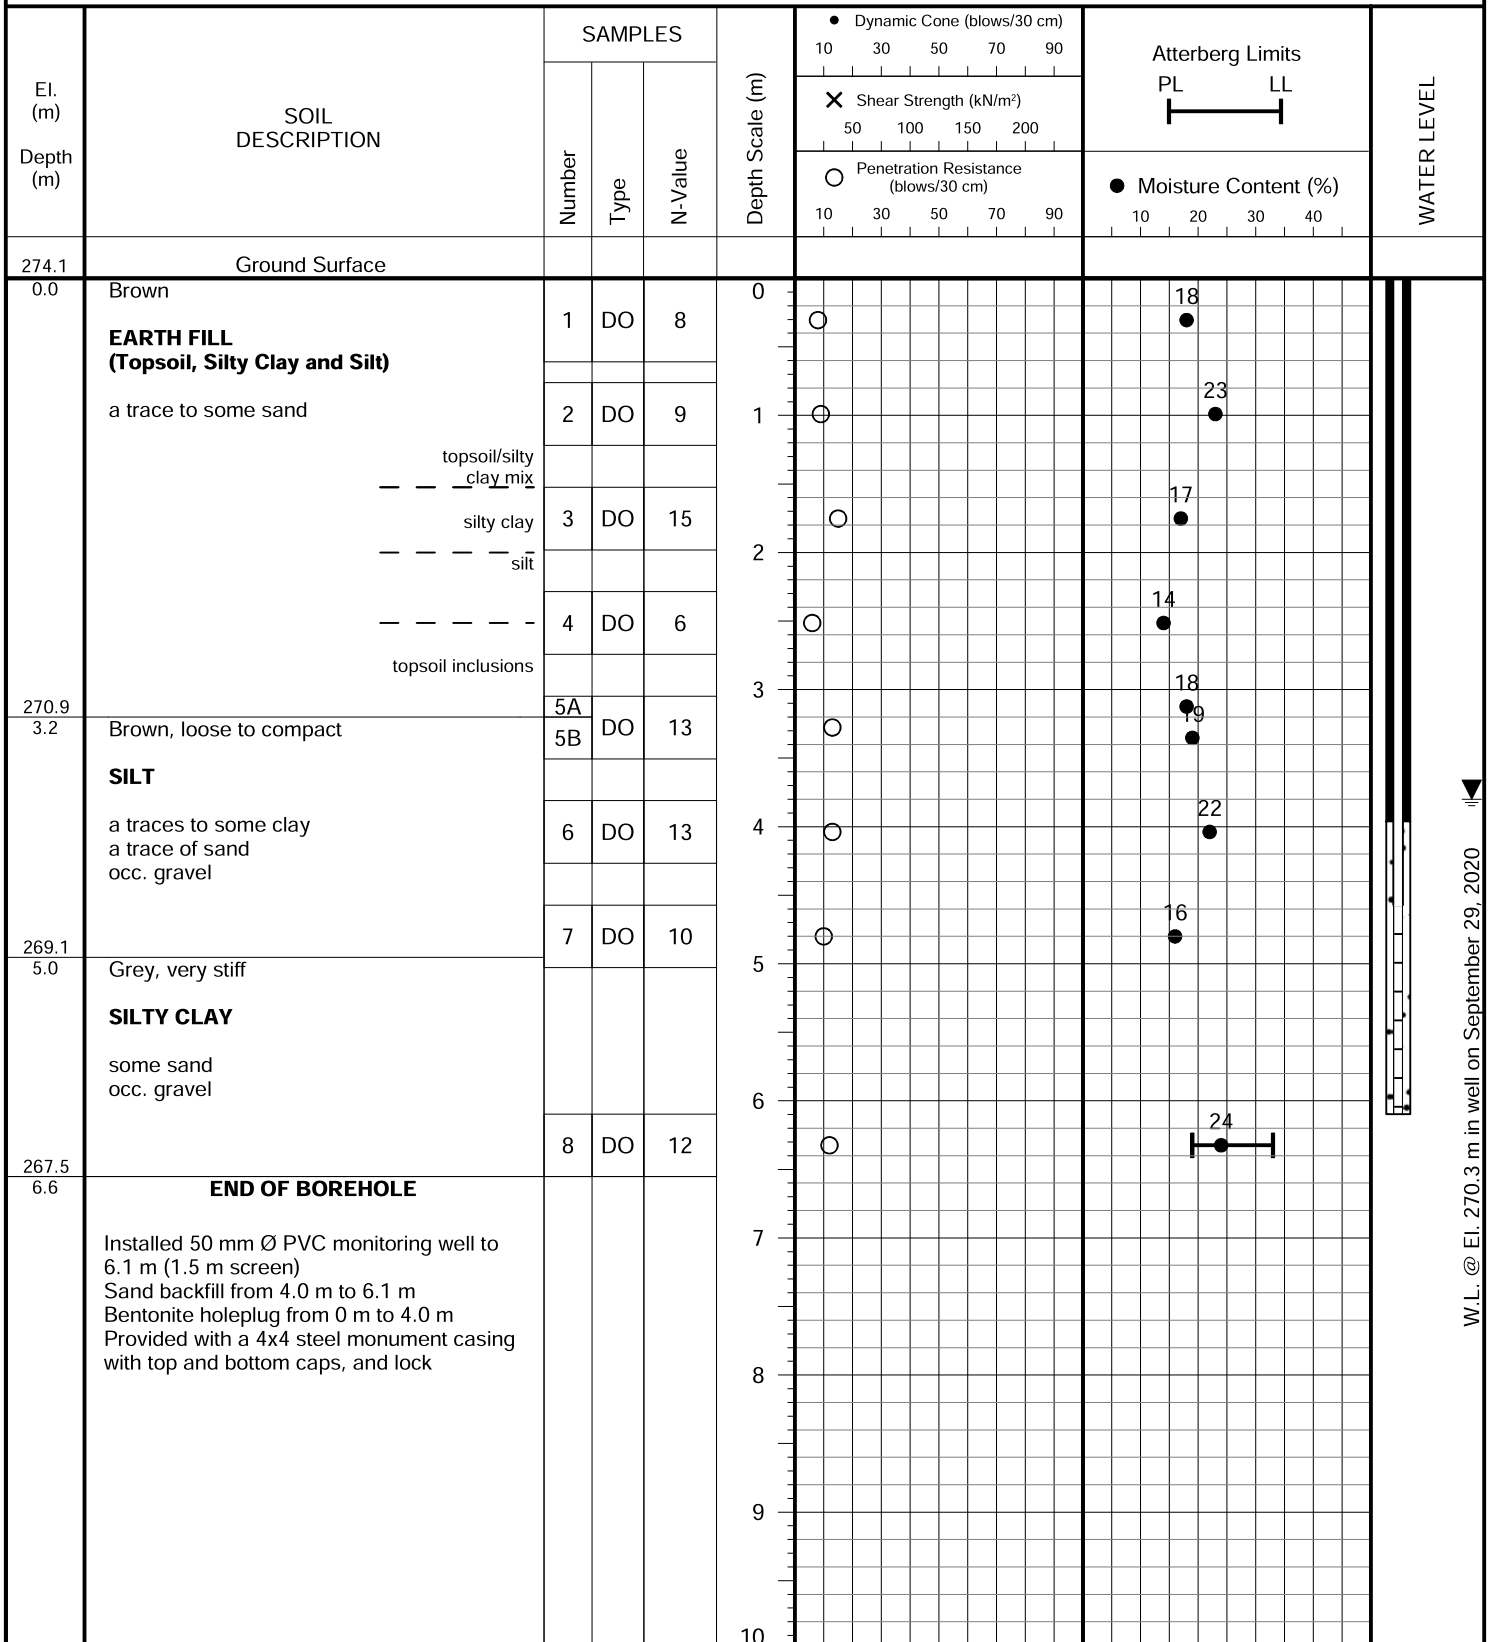 El.
(m)
Depth
(m)
SOIL
DESCRIPTION
SAMPLES
Number
Type
N-Value
Depth Scale (m)
Dynamic Cone (blows/30 cm)
10 30 50 70 90
Shear Strength (kN/m²)
50 100 150 200
Penetration Resistance
(blows/30 cm)
10 30 50 70 90
Atterberg Limits
PL LL
Moisture Content (%)
10 20 30 40
WATER LEVEL
274.1 Ground Surface
0.0 Brown 0
1 DO 8 18
EARTH FILL
(Topsoil, Silty Clay and Silt)
a trace to some sand
2 DO 9 1 23
topsoil/silty
clay mix
silty clay 3 DO 15 17
2
silt
4 DO 6 14
topsoil inclusions
3 18
270.9 5A
3.2 Brown, loose to compact
5B DO 13 19
SILT
a traces to some clay
a trace of sand
occ. gravel
6 DO 13 4 22
7 DO 10 16
269.1
5.0 Grey, very stiff 5
SILTY CLAY
some sand
occ. gravel
6
8 DO 12 24
267.5
6.6 END OF BOREHOLE
Installed 50 mm Ø PVC monitoring well to
6.1 m (1.5 m screen)
Sand backfill from 4.0 m to 6.1 m
Bentonite holeplug from 0 m to 4.0 m
Provided with a 4x4 steel monument casing
with top and bottom caps, and lock
7
8
9
10
W.L. @ El. 270.3 m in well on September 29, 2020